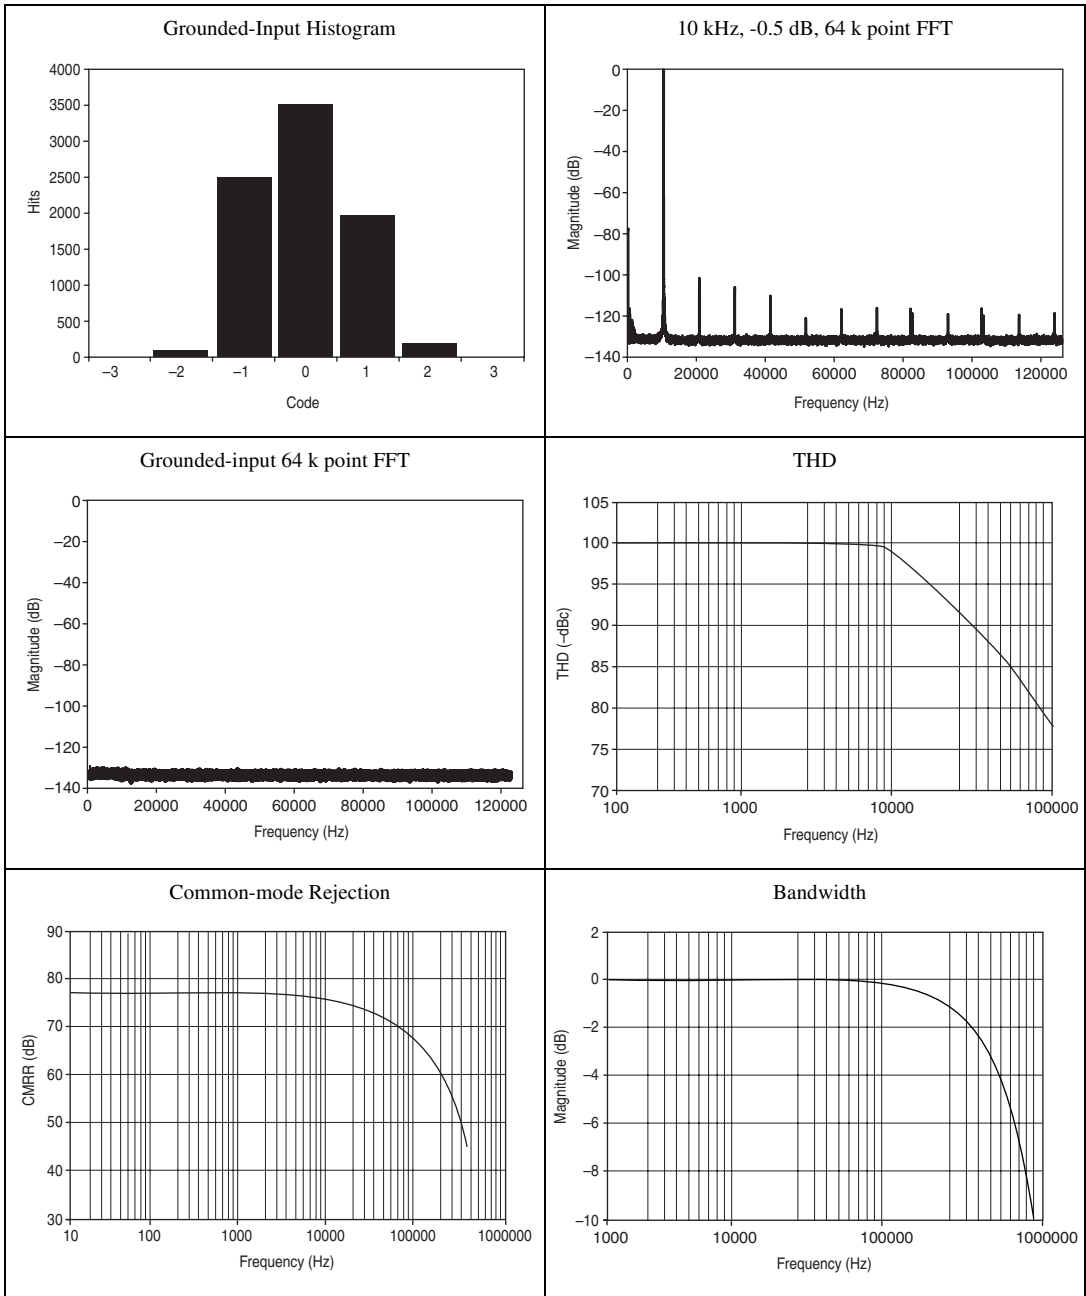 Grounded-Input Histogram
4000
3500
3000
2500
2000
1500
1000
500
0
Hits
–3 –2 –1 0 1 2 3
Code
10 kHz, -0.5 dB, 64 k point FFT
0
–20
–40
–60
–80
–100
–120
–140
Magnitude (dB)
0 20000 40000 60000 80000 100000 120000
Frequency (Hz)
Grounded-input 64 k point FFT
0
–20
–40
–60
–80
–100
–120
–140
Magnitude (dB)
0 20000 40000 60000 80000 100000 120000
Frequency (Hz)
THD
105
100
95
90
85
80
75
70
THD (–dBc)
100 1000 10000 100000
Frequency (Hz)
Common-mode Rejection
90
80
70
60
50
40
30
CMRR (dB)
10 100 1000 10000 100000 1000000
Frequency (Hz)
Bandwidth
2
0
–2
–4
–6
–8
–10
Magnitude (dB)
1000 10000 100000 1000000
Frequency (Hz)